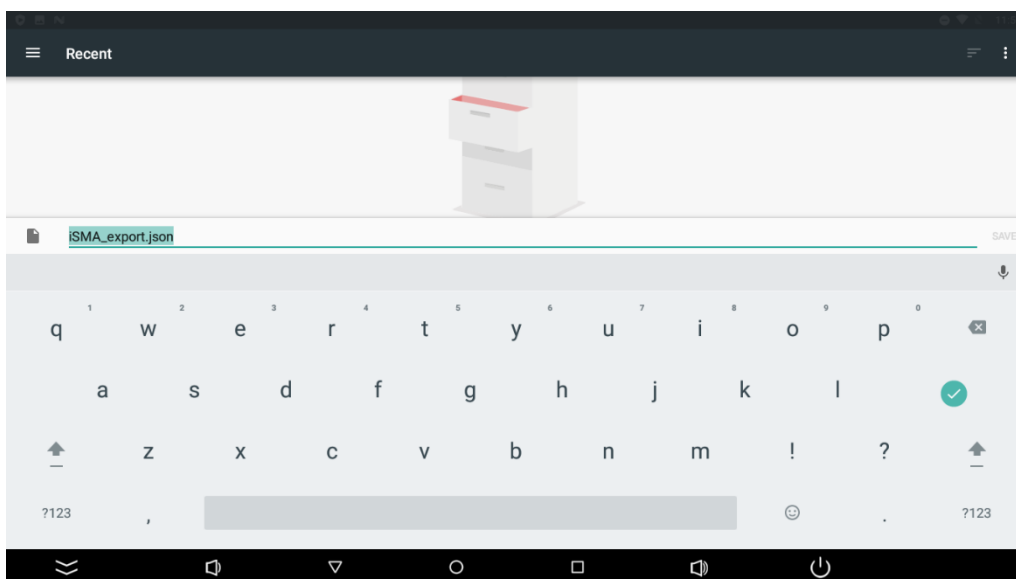 Recent
iSMA_export.json
SAVE
1 2 3 4 5 6 7 8 9 0
q w e r t y u i o p
a s d f g h j k l
z x c v b n m ! ?
?123 , . ?123